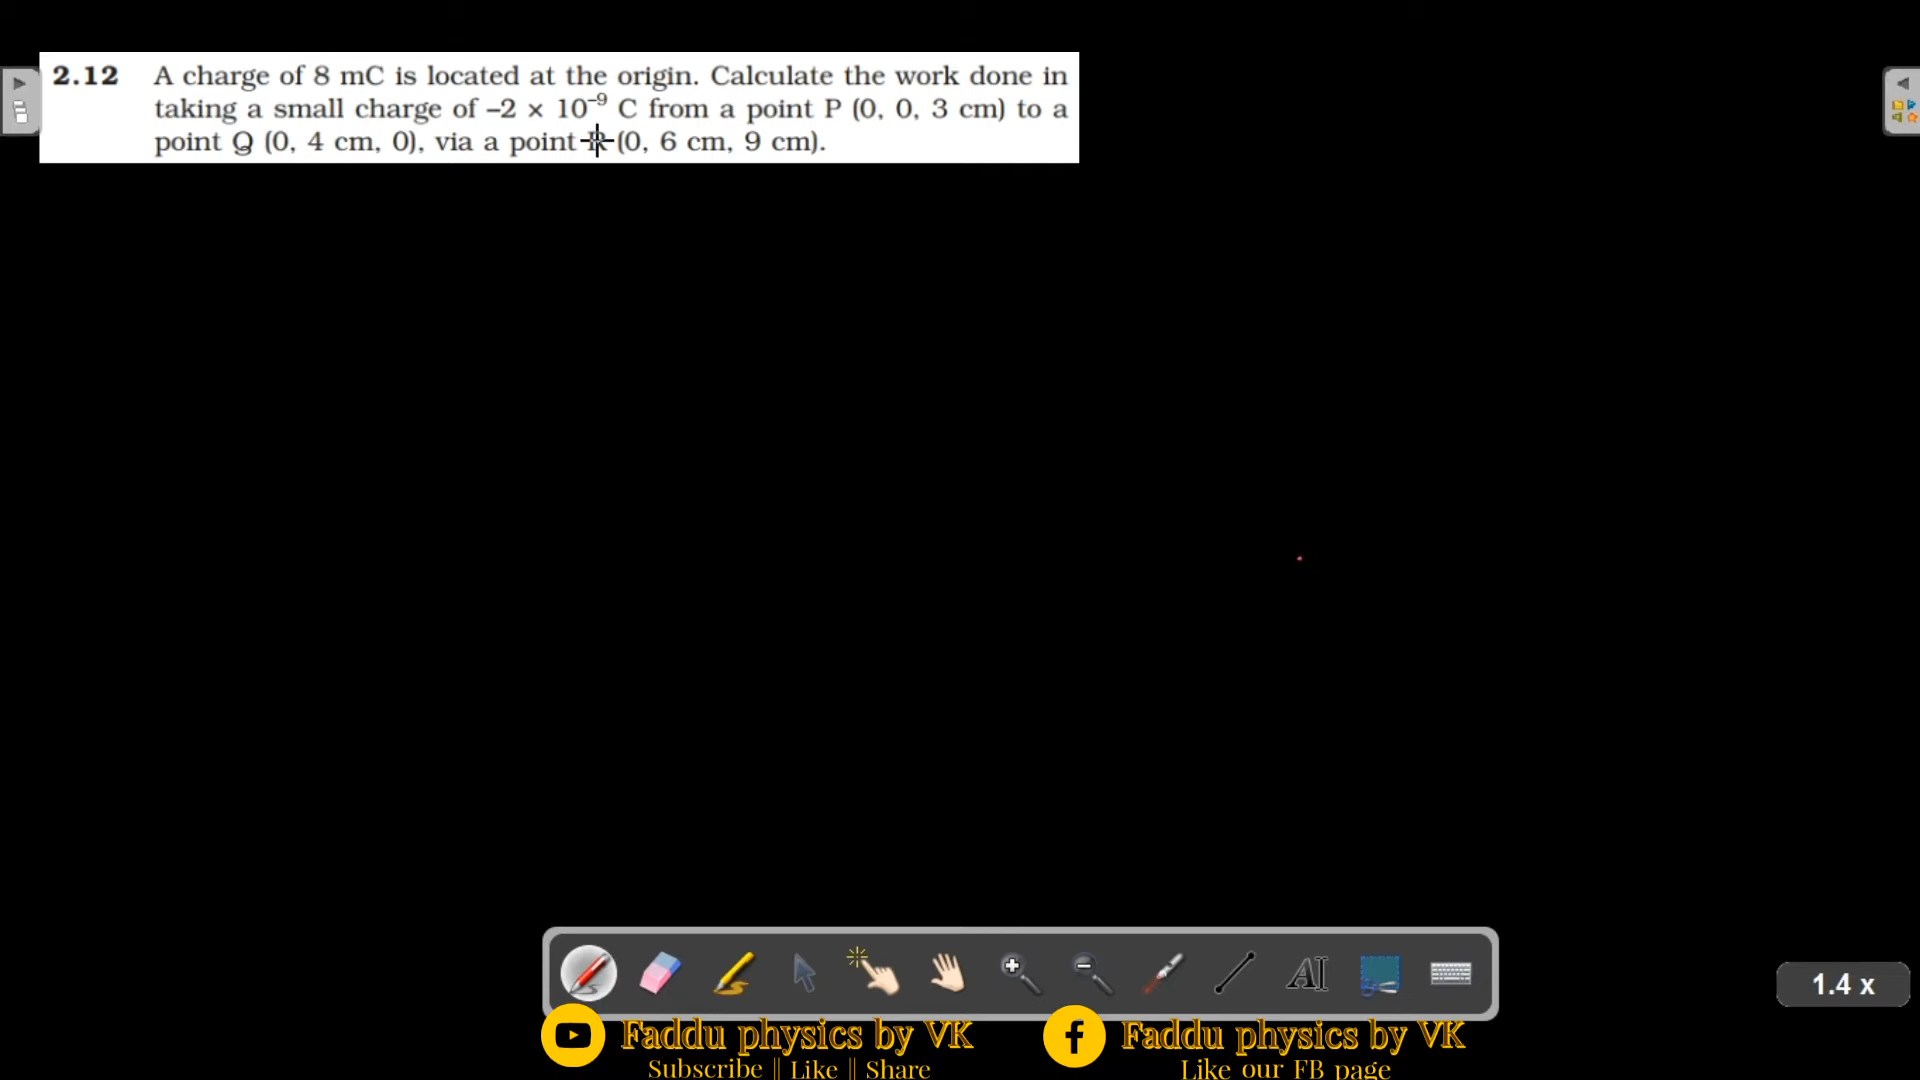 2.12 A charge of 8 mC is located at the origin. Calculate the work done in
taking a small charge of –2 × 10⁻⁹ C from a point P (0, 0, 3 cm) to a
point Q (0, 4 cm, 0), via a point R (0, 6 cm, 9 cm).
AI
1.4 x
Faddu physics by VK
Subscribe || Like || Share
Faddu physics by VK
Like our FB page